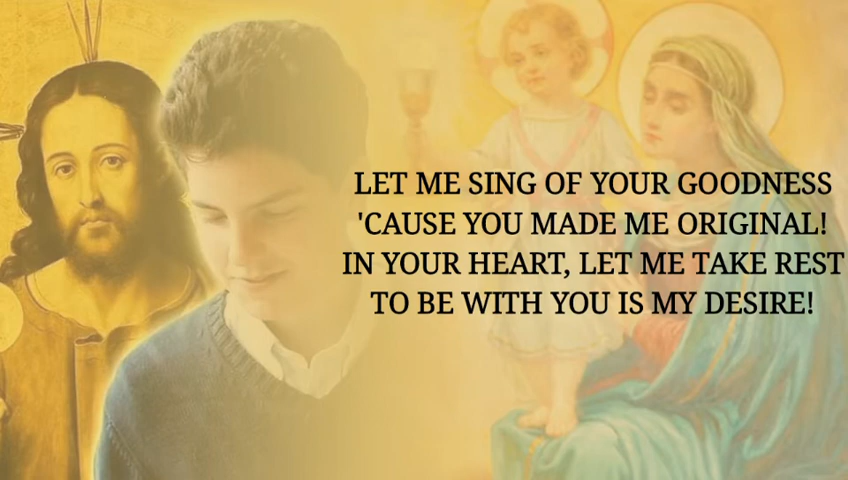 LET ME SING OF YOUR GOODNESS
'CAUSE YOU MADE ME ORIGINAL!
IN YOUR HEART, LET ME TAKE REST
TO BE WITH YOU IS MY DESIRE!